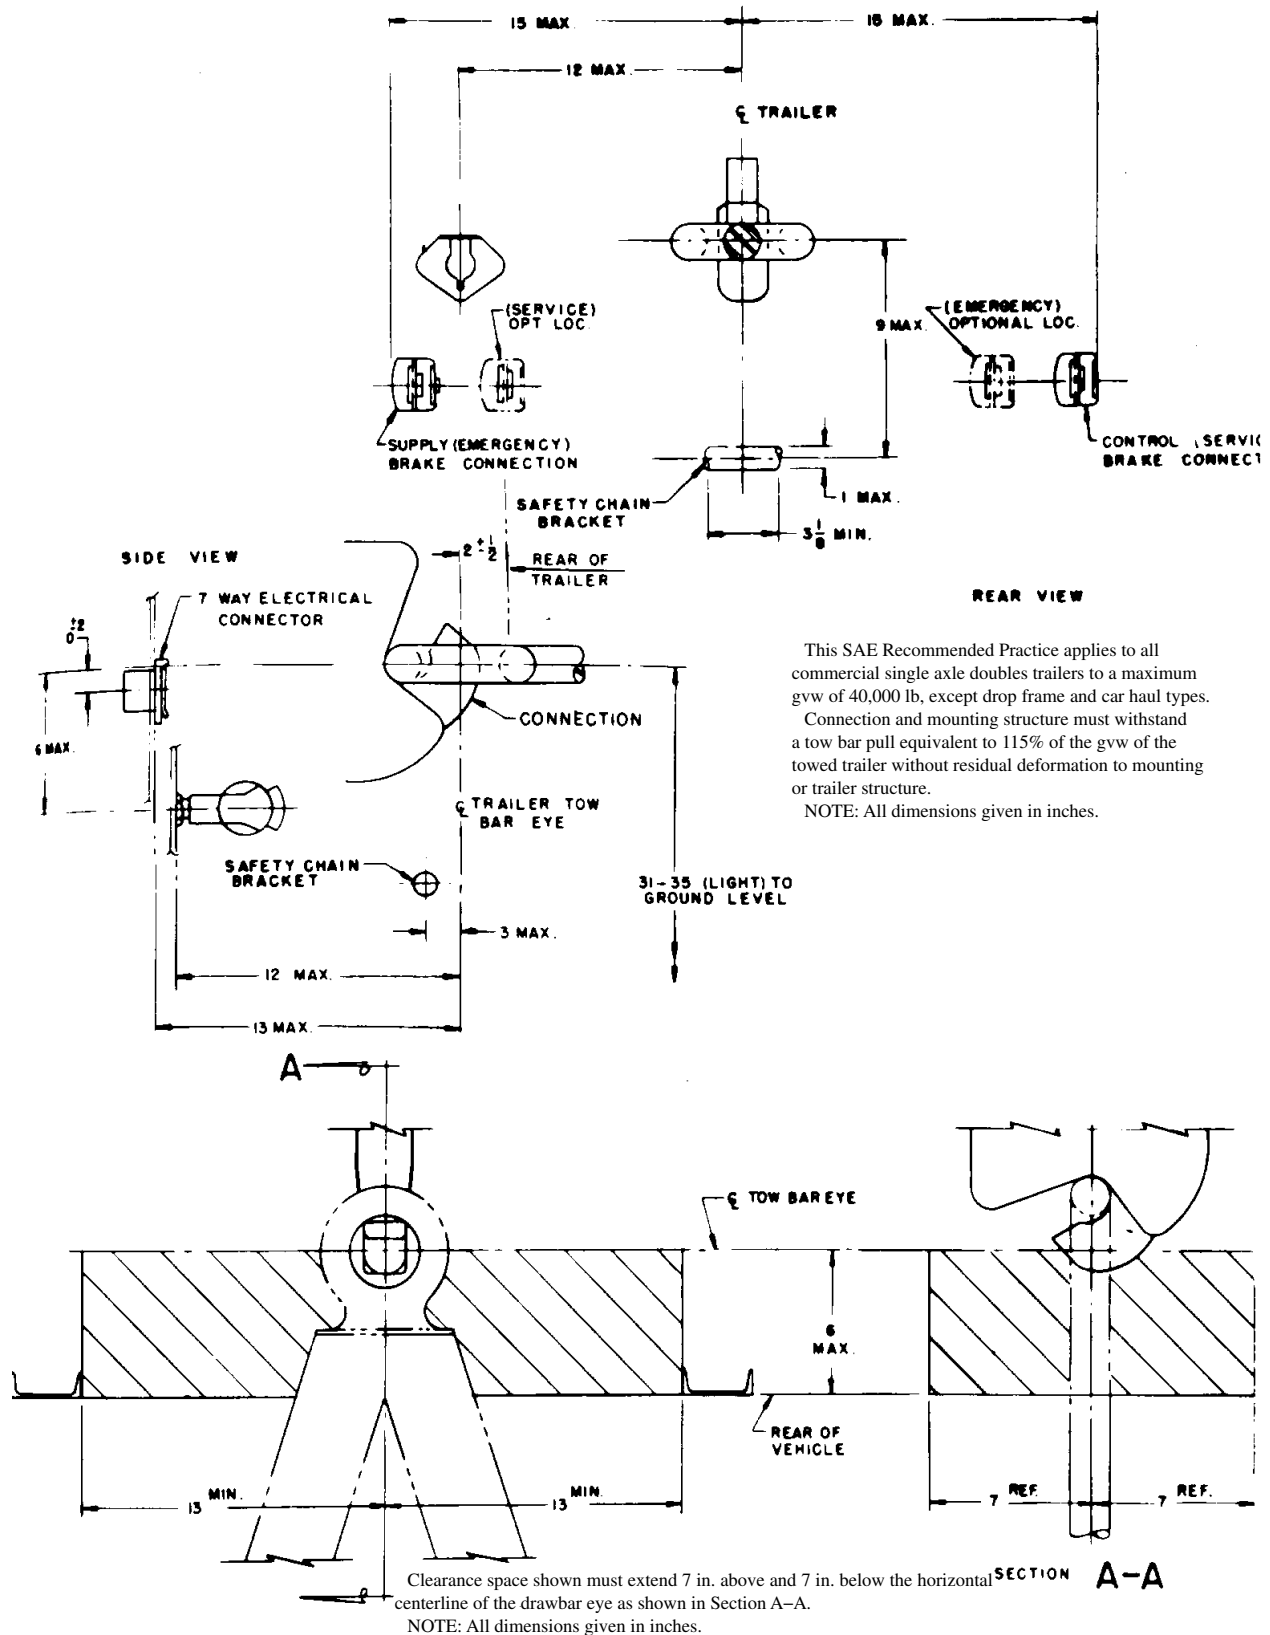 15 MAX.
15 MAX.
12 MAX.
℄ TRAILER
(SERVICE)
OPT LOC.
(EMERGENCY)
OPTIONAL LOC.
9 MAX.
SUPPLY (EMERGENCY)
BRAKE CONNECTION
CONTROL
BRAKE
SAFETY CHAIN
BRACKET
1 MAX.
3 1/8 MIN.
SIDE VIEW
2 ± 1/2
REAR OF
TRAILER
7 WAY ELECTRICAL
CONNECTOR
REAR VIEW
±2
0
This SAE Recommended Practice applies to all
commercial single axle doubles trailers to a maximum
gvw of 40,000 lb, except drop frame and car haul types.
Connection and mounting structure must withstand
a tow bar pull equivalent to 115% of the gvw of the
towed trailer without residual deformation to mounting
or trailer structure.
NOTE: All dimensions given in inches.
CONNECTION
6 MAX.
℄ TRAILER TOW
BAR EYE
SAFETY CHAIN
BRACKET
31-35 (LIGHT) TO
GROUND LEVEL
3 MAX.
12 MAX.
13 MAX.
A
℄ TOW BAR EYE
6
MAX.
REAR OF
VEHICLE
13 MIN.
13 MIN.
7 REF.
7 REF.
SECTION A-A
Clearance space shown must extend 7 in. above and 7 in. below the horizontal
centerline of the drawbar eye as shown in Section A−A.
NOTE: All dimensions given in inches.